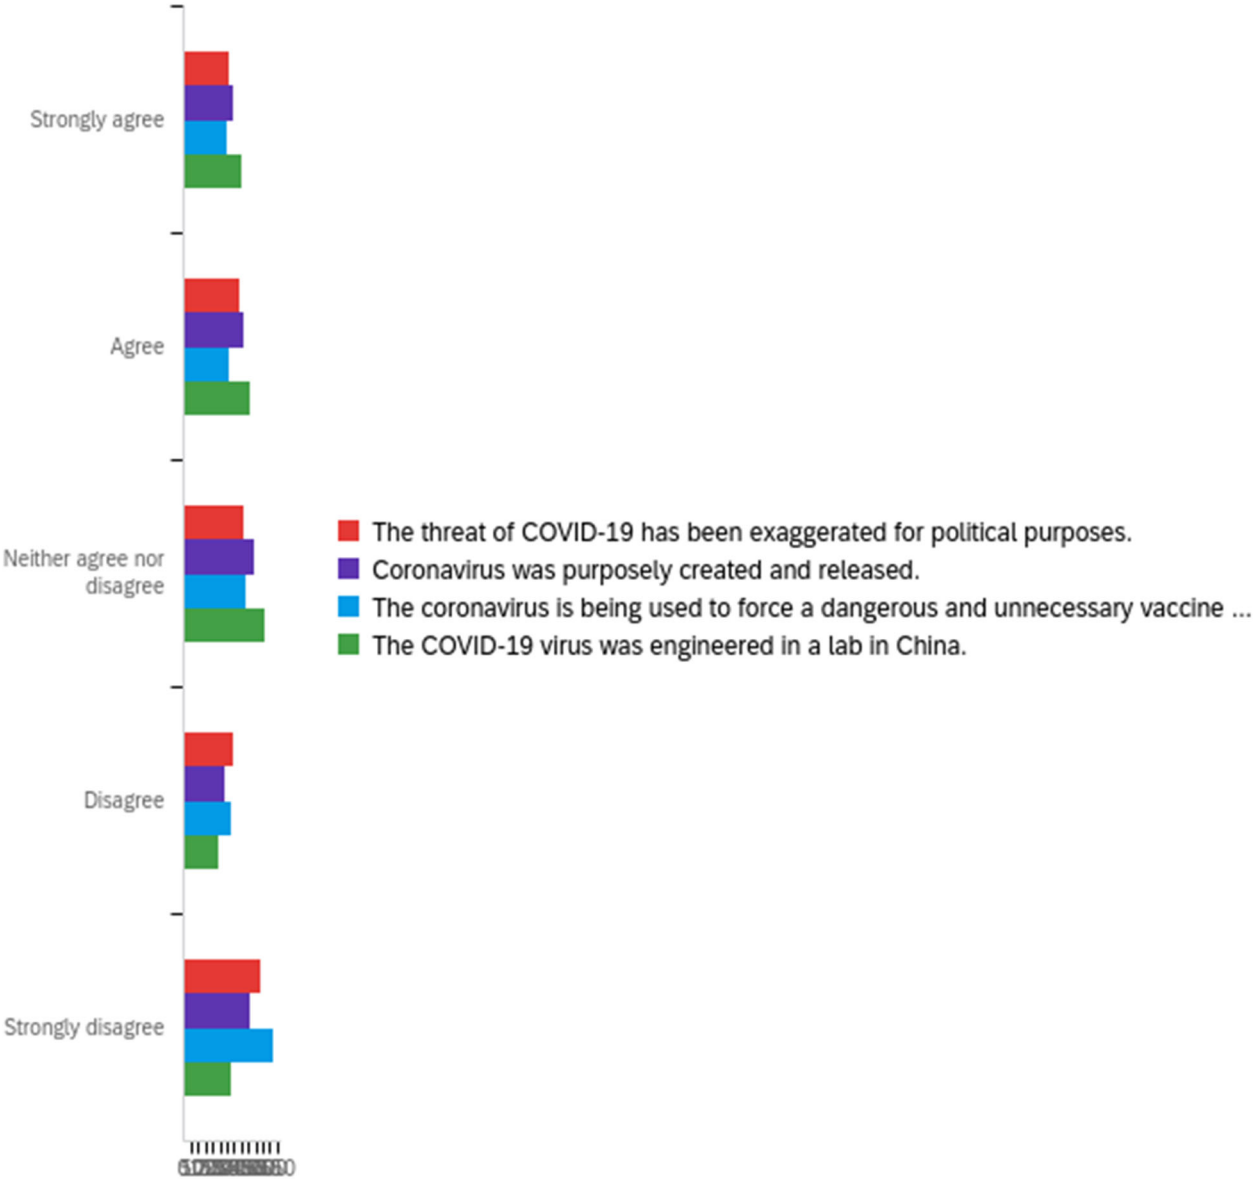 Strongly agree
Agree
Neither agree nor
disagree
Disagree
Strongly disagree
The threat of COVID-19 has been exaggerated for political purposes.
Coronavirus was purposely created and released.
The coronavirus is being used to force a dangerous and unnecessary vaccine ...
The COVID-19 virus was engineered in a lab in China.